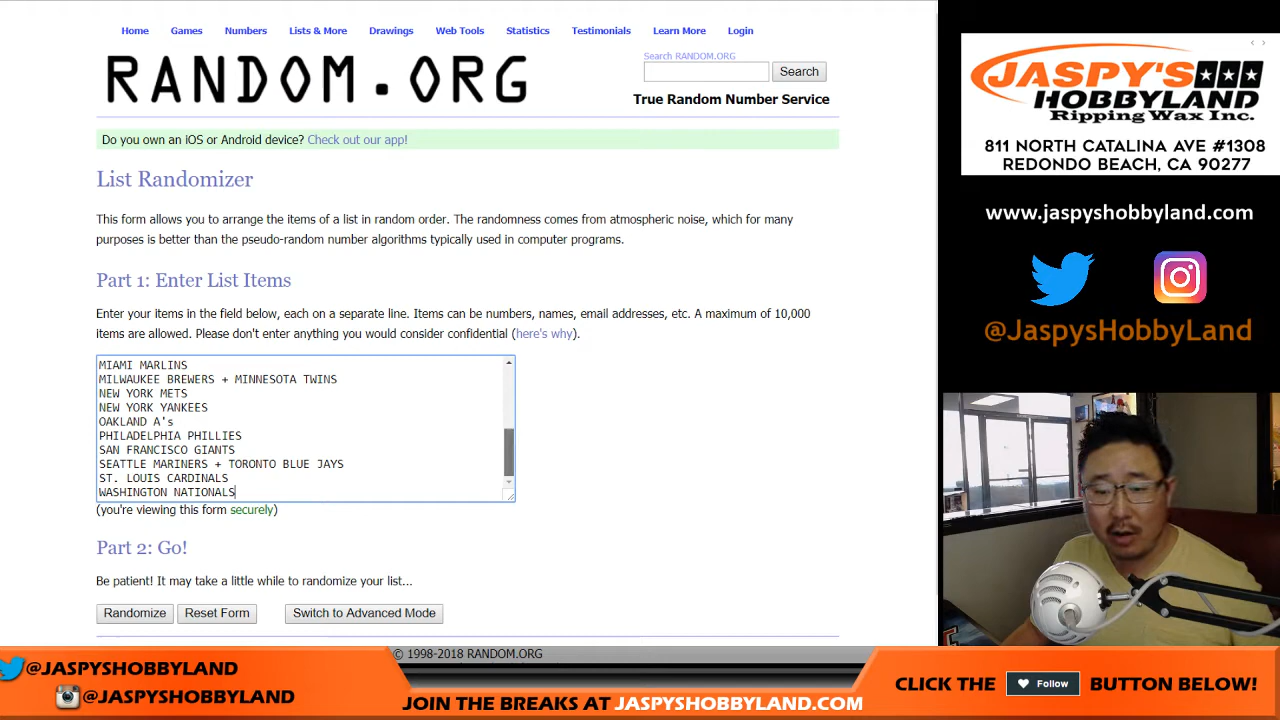 Home Games Numbers Lists & More Drawings Web Tools Statistics Testimonials Learn More Login
RANDOM.ORG
Search RANDOM.ORG
Search
True Random Number Service
Do you own an iOS or Android device? Check out our app!
List Randomizer
This form allows you to arrange the items of a list in random order. The randomness comes from atmospheric noise, which for many
purposes is better than the pseudo-random number algorithms typically used in computer programs.
Part 1: Enter List Items
Enter your items in the field below, each on a separate line. Items can be numbers, names, email addresses, etc. A maximum of 10,000
items are allowed. Please don't enter anything you would consider confidential (here's why).
MIAMI MARLINS
MILWAUKEE BREWERS + MINNESOTA TWINS
NEW YORK METS
NEW YORK YANKEES
OAKLAND A's
PHILADELPHIA PHILLIES
SAN FRANCISCO GIANTS
SEATTLE MARINERS + TORONTO BLUE JAYS
ST. LOUIS CARDINALS
WASHINGTON NATIONALS
(you're viewing this form securely)
Part 2: Go!
Be patient! It may take a little while to randomize your list...
Randomize Reset Form Switch to Advanced Mode
© 1998-2018 RANDOM.ORG
JASPY'S
HOBBYLAND
Ripping Wax Inc.
811 NORTH CATALINA AVE #1308
REDONDO BEACH, CA 90277
www.jaspyshobbyland.com
@JaspysHobbyLand
@JASPYSHOBBYLAND
@JASPYSHOBBYLAND
JOIN THE BREAKS AT JASPYSHOBBYLAND.COM
CLICK THE Follow BUTTON BELOW!